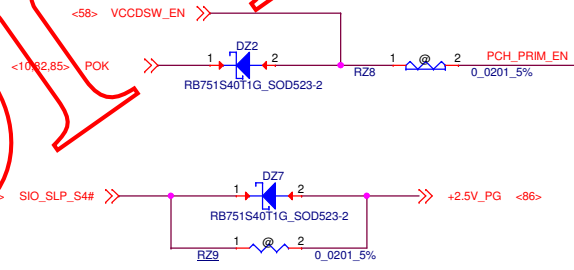 <58> VCCDSW_EN
DZ2
<10,82,85> POK 1 2 RZ8 1 @ 2 PCH_PRIM_EN
RB751S40T1G_SOD523-2 0_0201_5%
DZ7
SIO_SLP_S4# 1 2 +2.5V_PG <86>
RB751S40T1G_SOD523-2
RZ9 1 @ 2 0_0201_5%